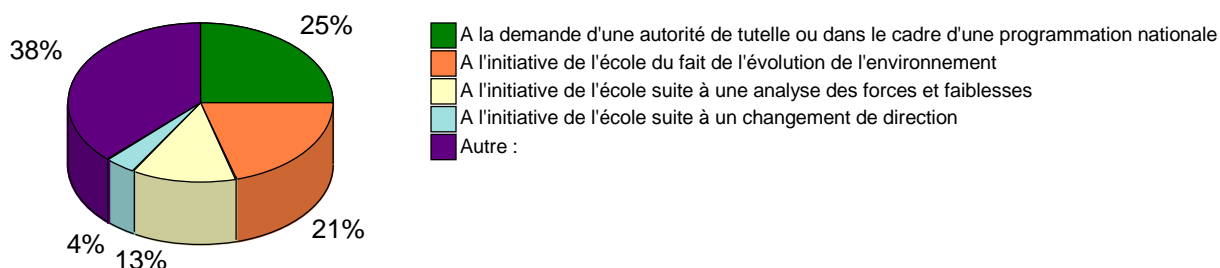 25%
38%
21%
4%
13%
A la demande d'une autorité de tutelle ou dans le cadre d'une programmation nationale
A l'initiative de l'école du fait de l'évolution de l'environnement
A l'initiative de l'école suite à une analyse des forces et faiblesses
A l'initiative de l'école suite à un changement de direction
Autre :